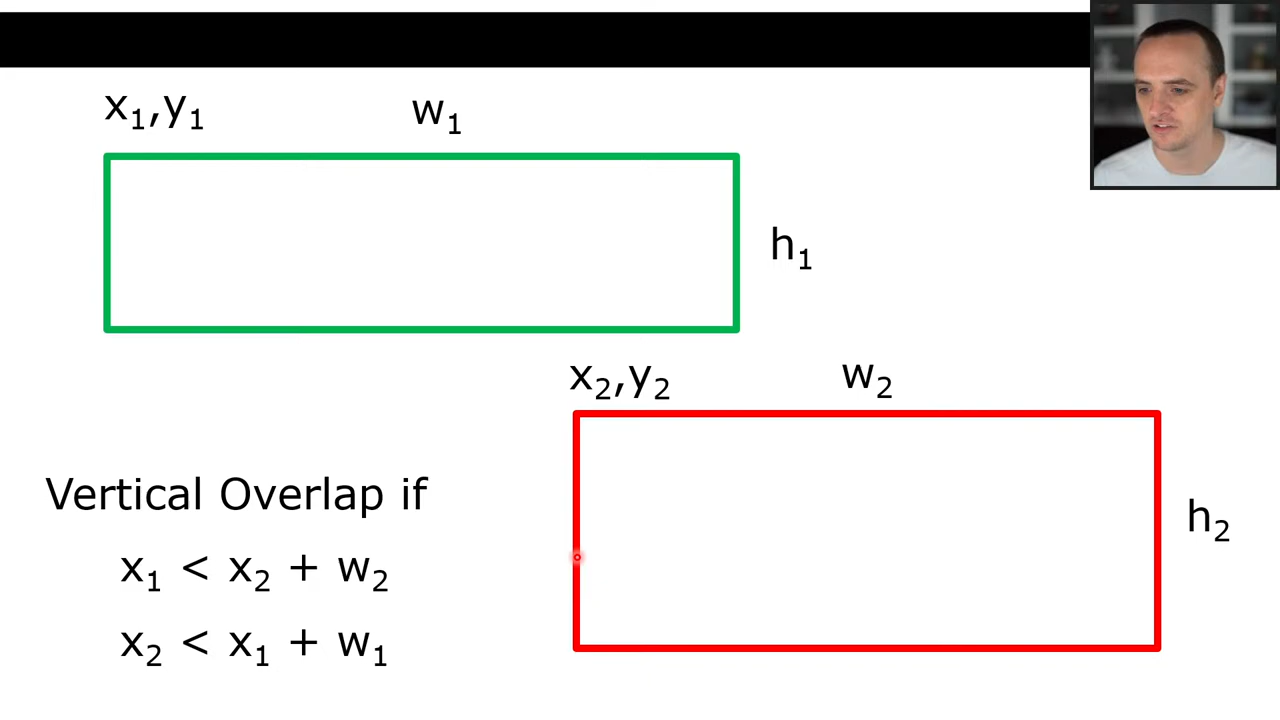 x₁,y₁
w₁
h₁
x₂,y₂
w₂
h₂
Vertical Overlap if
x₁ < x₂ + w₂
x₂ < x₁ + w₁